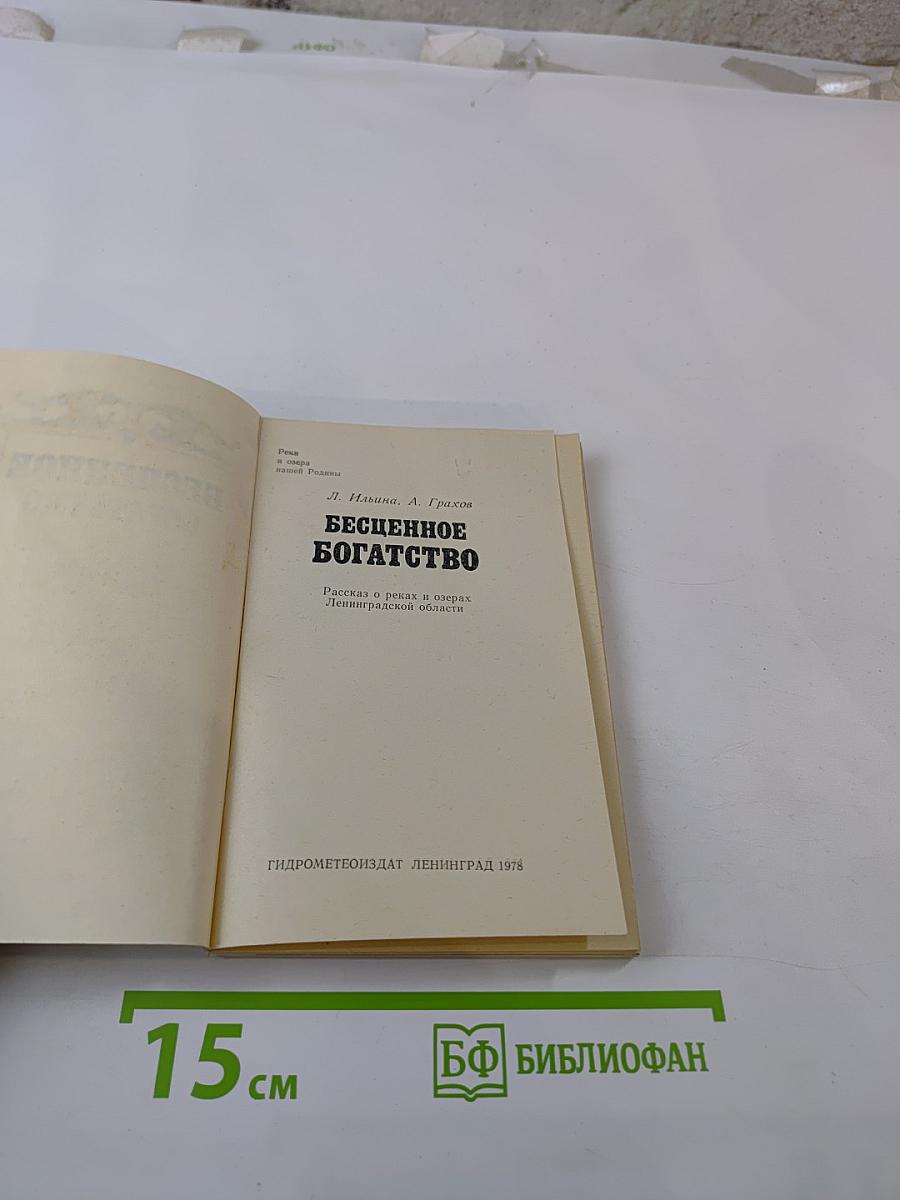 Реки
и озера
нашей Родины
Л. Ильина, А. Грахов
БЕСЦЕННОЕ
БОГАТСТВО
Рассказ о реках и озерах
Ленинградской области
ГИДРОМЕТЕОИЗДАТ ЛЕНИНГРАД 1978
15 см
БФ БИБЛИОФАН